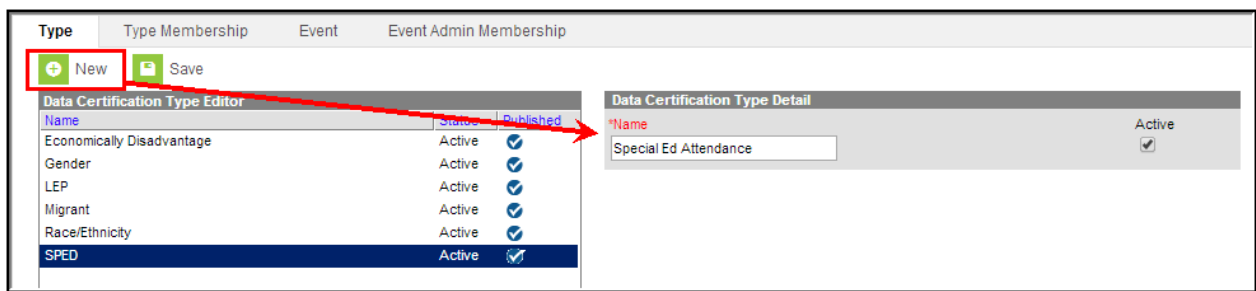 Type Type Membership Event Event Admin Membership
New Save
Data Certification Type Editor
Name Status Published
Economically Disadvantage Active
Gender Active
LEP Active
Migrant Active
Race/Ethnicity Active
SPED Active
Data Certification Type Detail
*Name Active
Special Ed Attendance